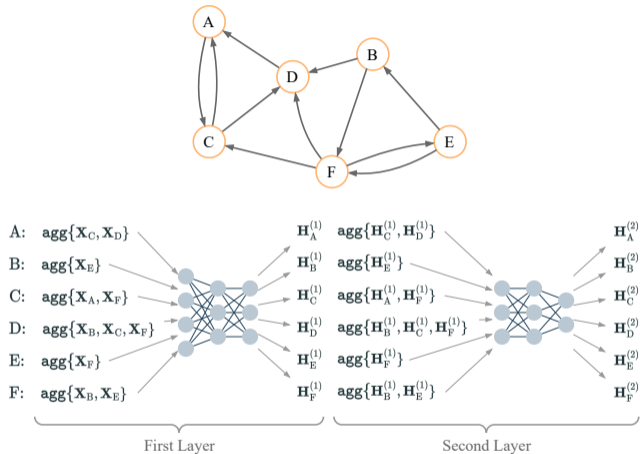 A
B
D
C
E
F
A: agg{X_C, X_D} H_A^(1) agg{H_C^(1), H_D^(1)} H_A^(2)
B: agg{X_E} H_B^(1) agg{H_E^(1)} H_B^(2)
C: agg{X_A, X_F} H_C^(1) agg{H_A^(1), H_F^(1)} H_C^(2)
D: agg{X_B, X_C, X_F} H_D^(1) agg{H_B^(1), H_C^(1), H_F^(1)} H_D^(2)
E: agg{X_F} H_E^(1) agg{H_F^(1)} H_E^(2)
F: agg{X_B, X_E} H_F^(1) agg{H_B^(1), H_E^(1)} H_F^(2)
First Layer Second Layer